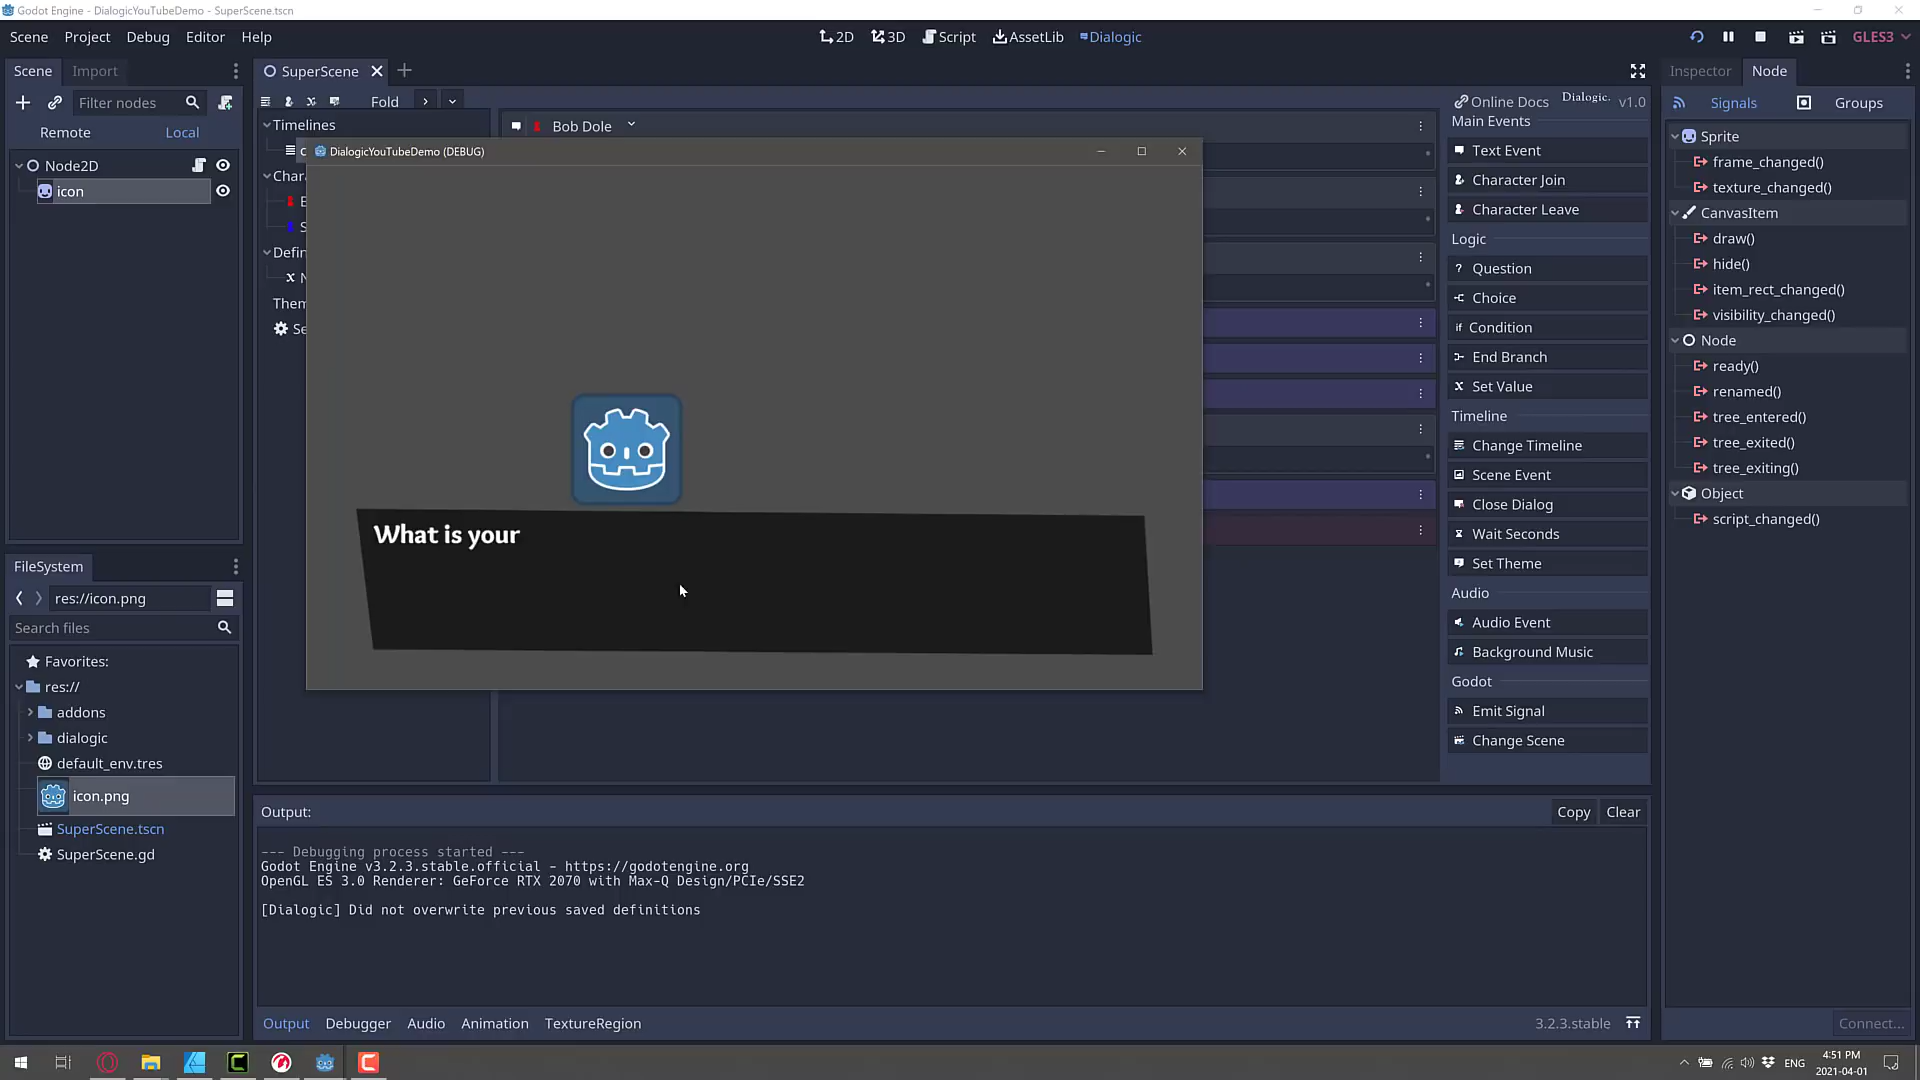 Godot Engine - DialogicYouTubeDemo - SuperScene.tscn
Scene Project Debug Editor Help
2D 3D Script AssetLib Dialogic
GLES3
Scene Import
SuperScene
Inspector Node
Filter nodes
Fold
Online Docs Dialogic. v1.0
Signals Groups
Remote Local
Timelines
Bob Dole
Main Events
Node2D
icon
DialogicYouTubeDemo (DEBUG)
Text Event
Character Join
Character Leave
Logic
Question
Choice
if Condition
End Branch
Set Value
Timeline
Change Timeline
Scene Event
Close Dialog
Wait Seconds
Set Theme
Audio
Audio Event
Background Music
Godot
Emit Signal
Change Scene
Sprite
frame_changed()
texture_changed()
CanvasItem
draw()
hide()
item_rect_changed()
visibility_changed()
Node
ready()
renamed()
tree_entered()
tree_exited()
tree_exiting()
Object
script_changed()
What is your
FileSystem
res://icon.png
Search files
Favorites:
res://
addons
dialogic
default_env.tres
icon.png
SuperScene.tscn
SuperScene.gd
Output:
Copy Clear
--- Debugging process started ---
Godot Engine v3.2.3.stable.official - https://godotengine.org
OpenGL ES 3.0 Renderer: GeForce RTX 2070 with Max-Q Design/PCIe/SSE2
[Dialogic] Did not overwrite previous saved definitions
Output Debugger Audio Animation TextureRegion
3.2.3.stable
Connect...
ENG
4:51 PM
2021-04-01